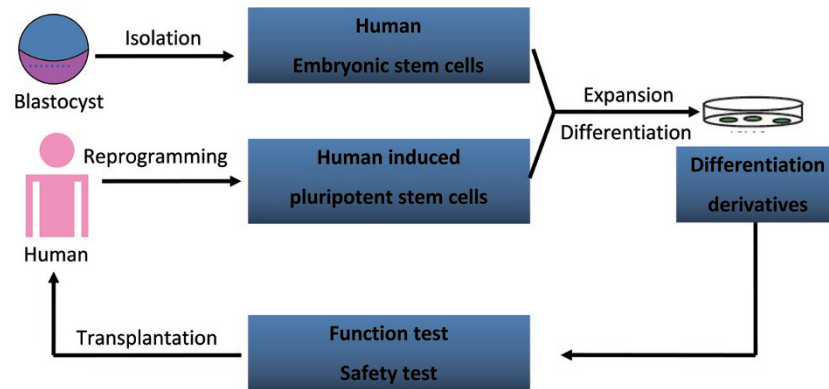 Isolation
Blastocyst
Human
Embryonic stem cells
Expansion
Differentiation
Reprogramming
Human
Human induced
pluripotent stem cells
Differentiation
derivatives
Transplantation
Function test
Safety test